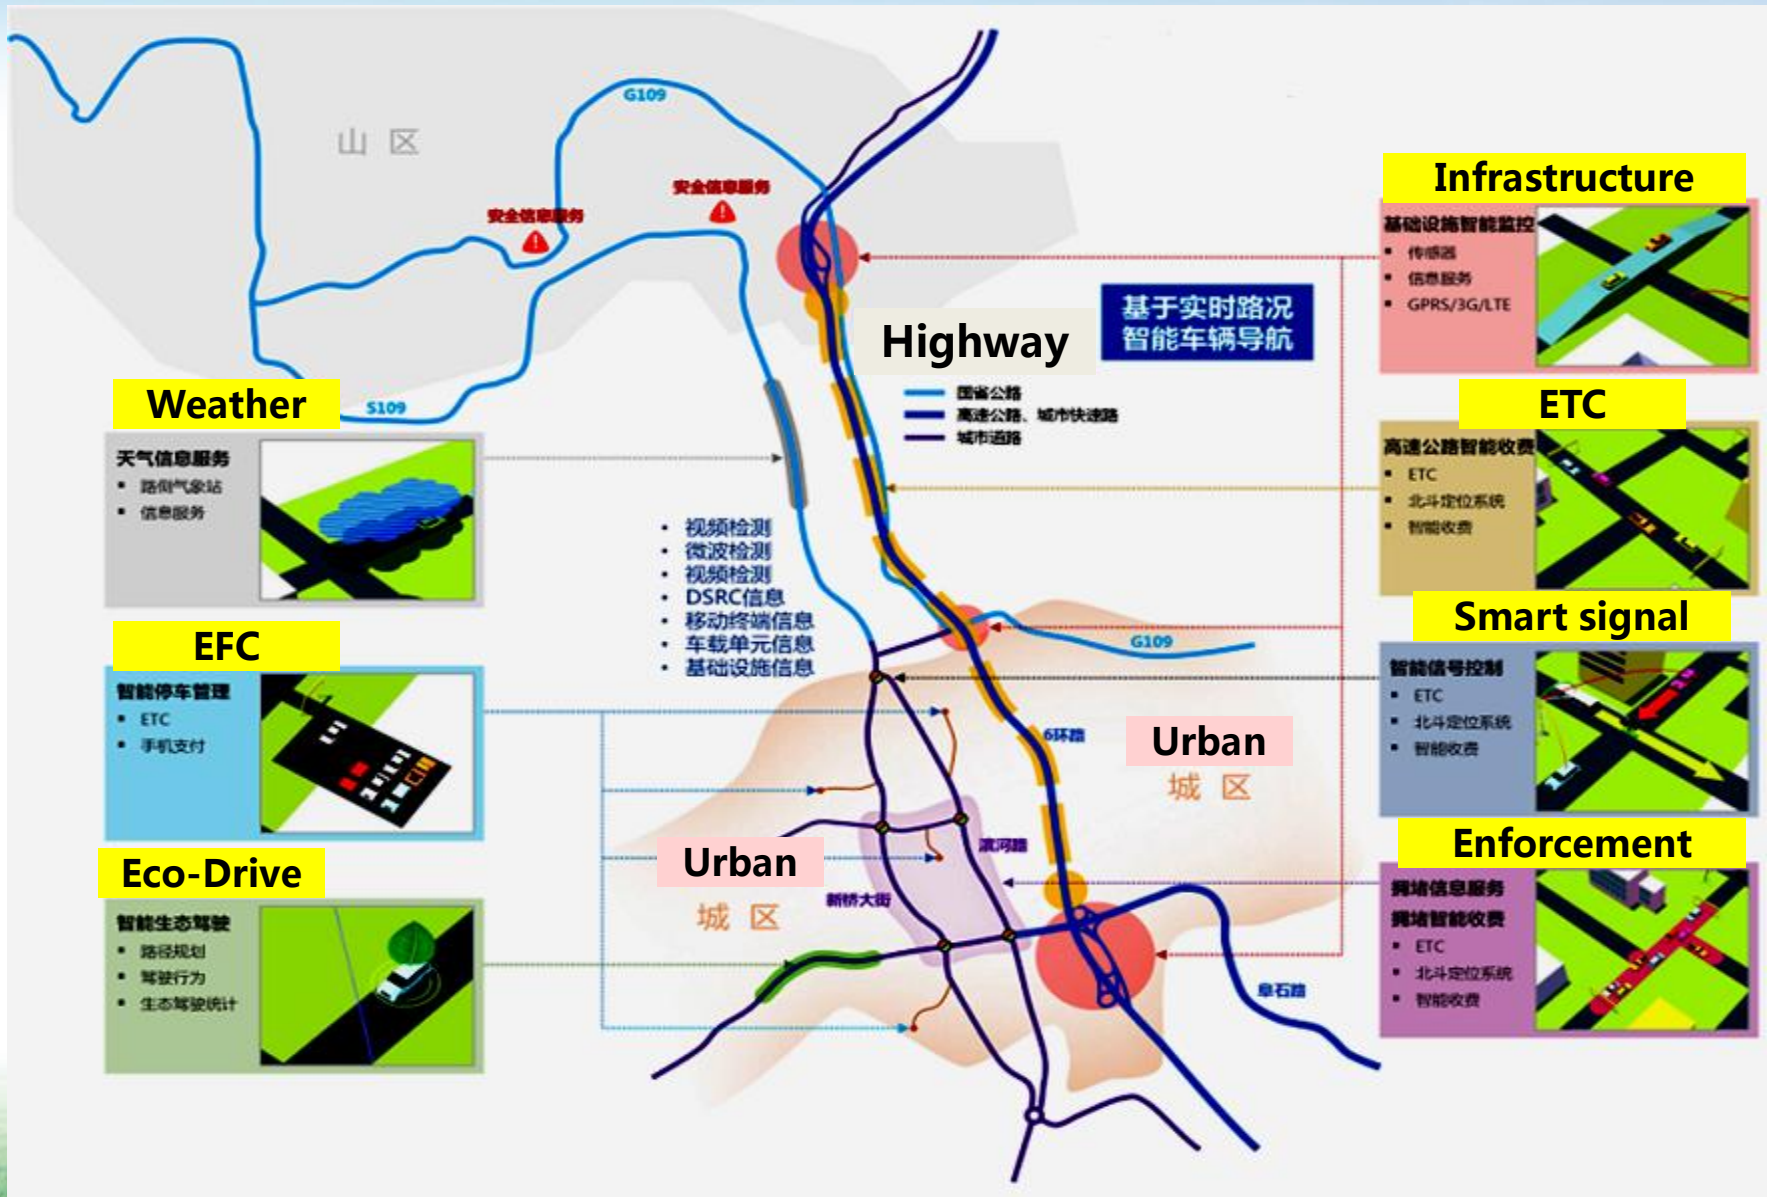 山 区
G109
安全信息服务
安全信息服务
S109
Highway
基于实时路况
智能车辆导航
国省公路
高速公路、城市快速路
城市道路
Weather
天气信息服务
▪ 路侧气象站
▪ 信息服务
EFC
智能停车管理
▪ ETC
▪ 手机支付
Eco-Drive
智能生态驾驶
▪ 路径规划
▪ 驾驶行为
▪ 生态驾驶统计
• 视频检测
• 微波检测
• 视频检测
• DSRC信息
• 移动终端信息
• 车载单元信息
• 基础设施信息
G109
6环路
Urban
城 区
Urban
城 区
滨河路
新桥大街
阜石路
Infrastructure
基础设施智能监控
▪ 传感器
▪ 信息服务
▪ GPRS/3G/LTE
ETC
高速公路智能收费
▪ ETC
▪ 北斗定位系统
▪ 智能收费
Smart signal
智能信号控制
▪ ETC
▪ 北斗定位系统
▪ 智能收费
Enforcement
拥堵信息服务
拥堵智能收费
▪ ETC
▪ 北斗定位系统
▪ 智能收费